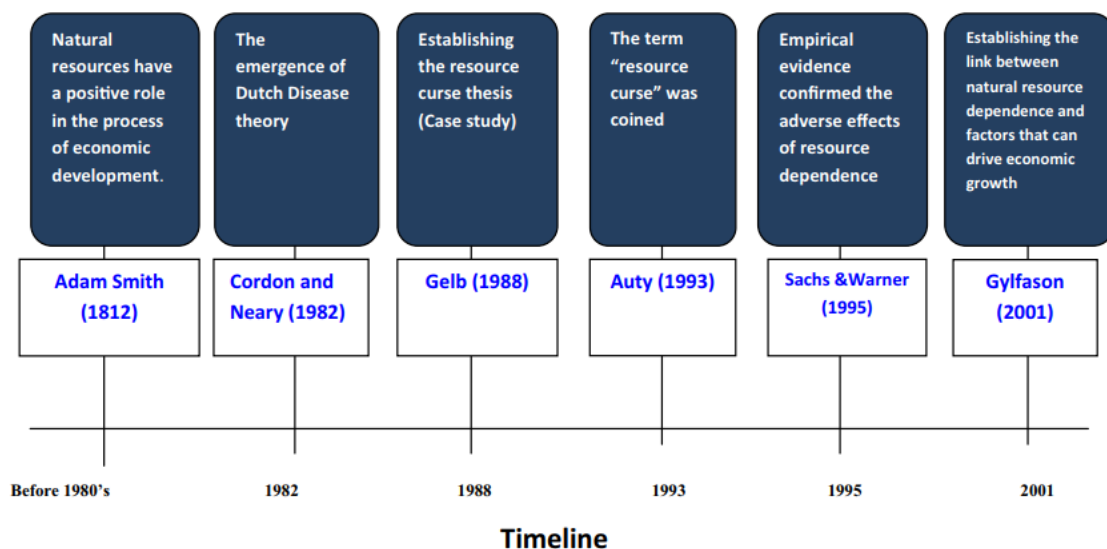 Natural
resources have
a positive role
in the process
of economic
development.
The
emergence of
Dutch Disease
theory
Establishing
the resource
curse thesis
(Case study)
The term
“resource
curse” was
coined
Empirical
evidence
confirmed the
adverse effects
of resource
dependence
Establishing the
link between
natural resource
dependence and
factors that can
drive economic
growth
Adam Smith
(1812)
Cordon and
Neary (1982)
Gelb (1988)
Auty (1993)
Sachs &Warner
(1995)
Gylfason
(2001)
Before 1980’s
1982
1988
1993
1995
2001
Timeline